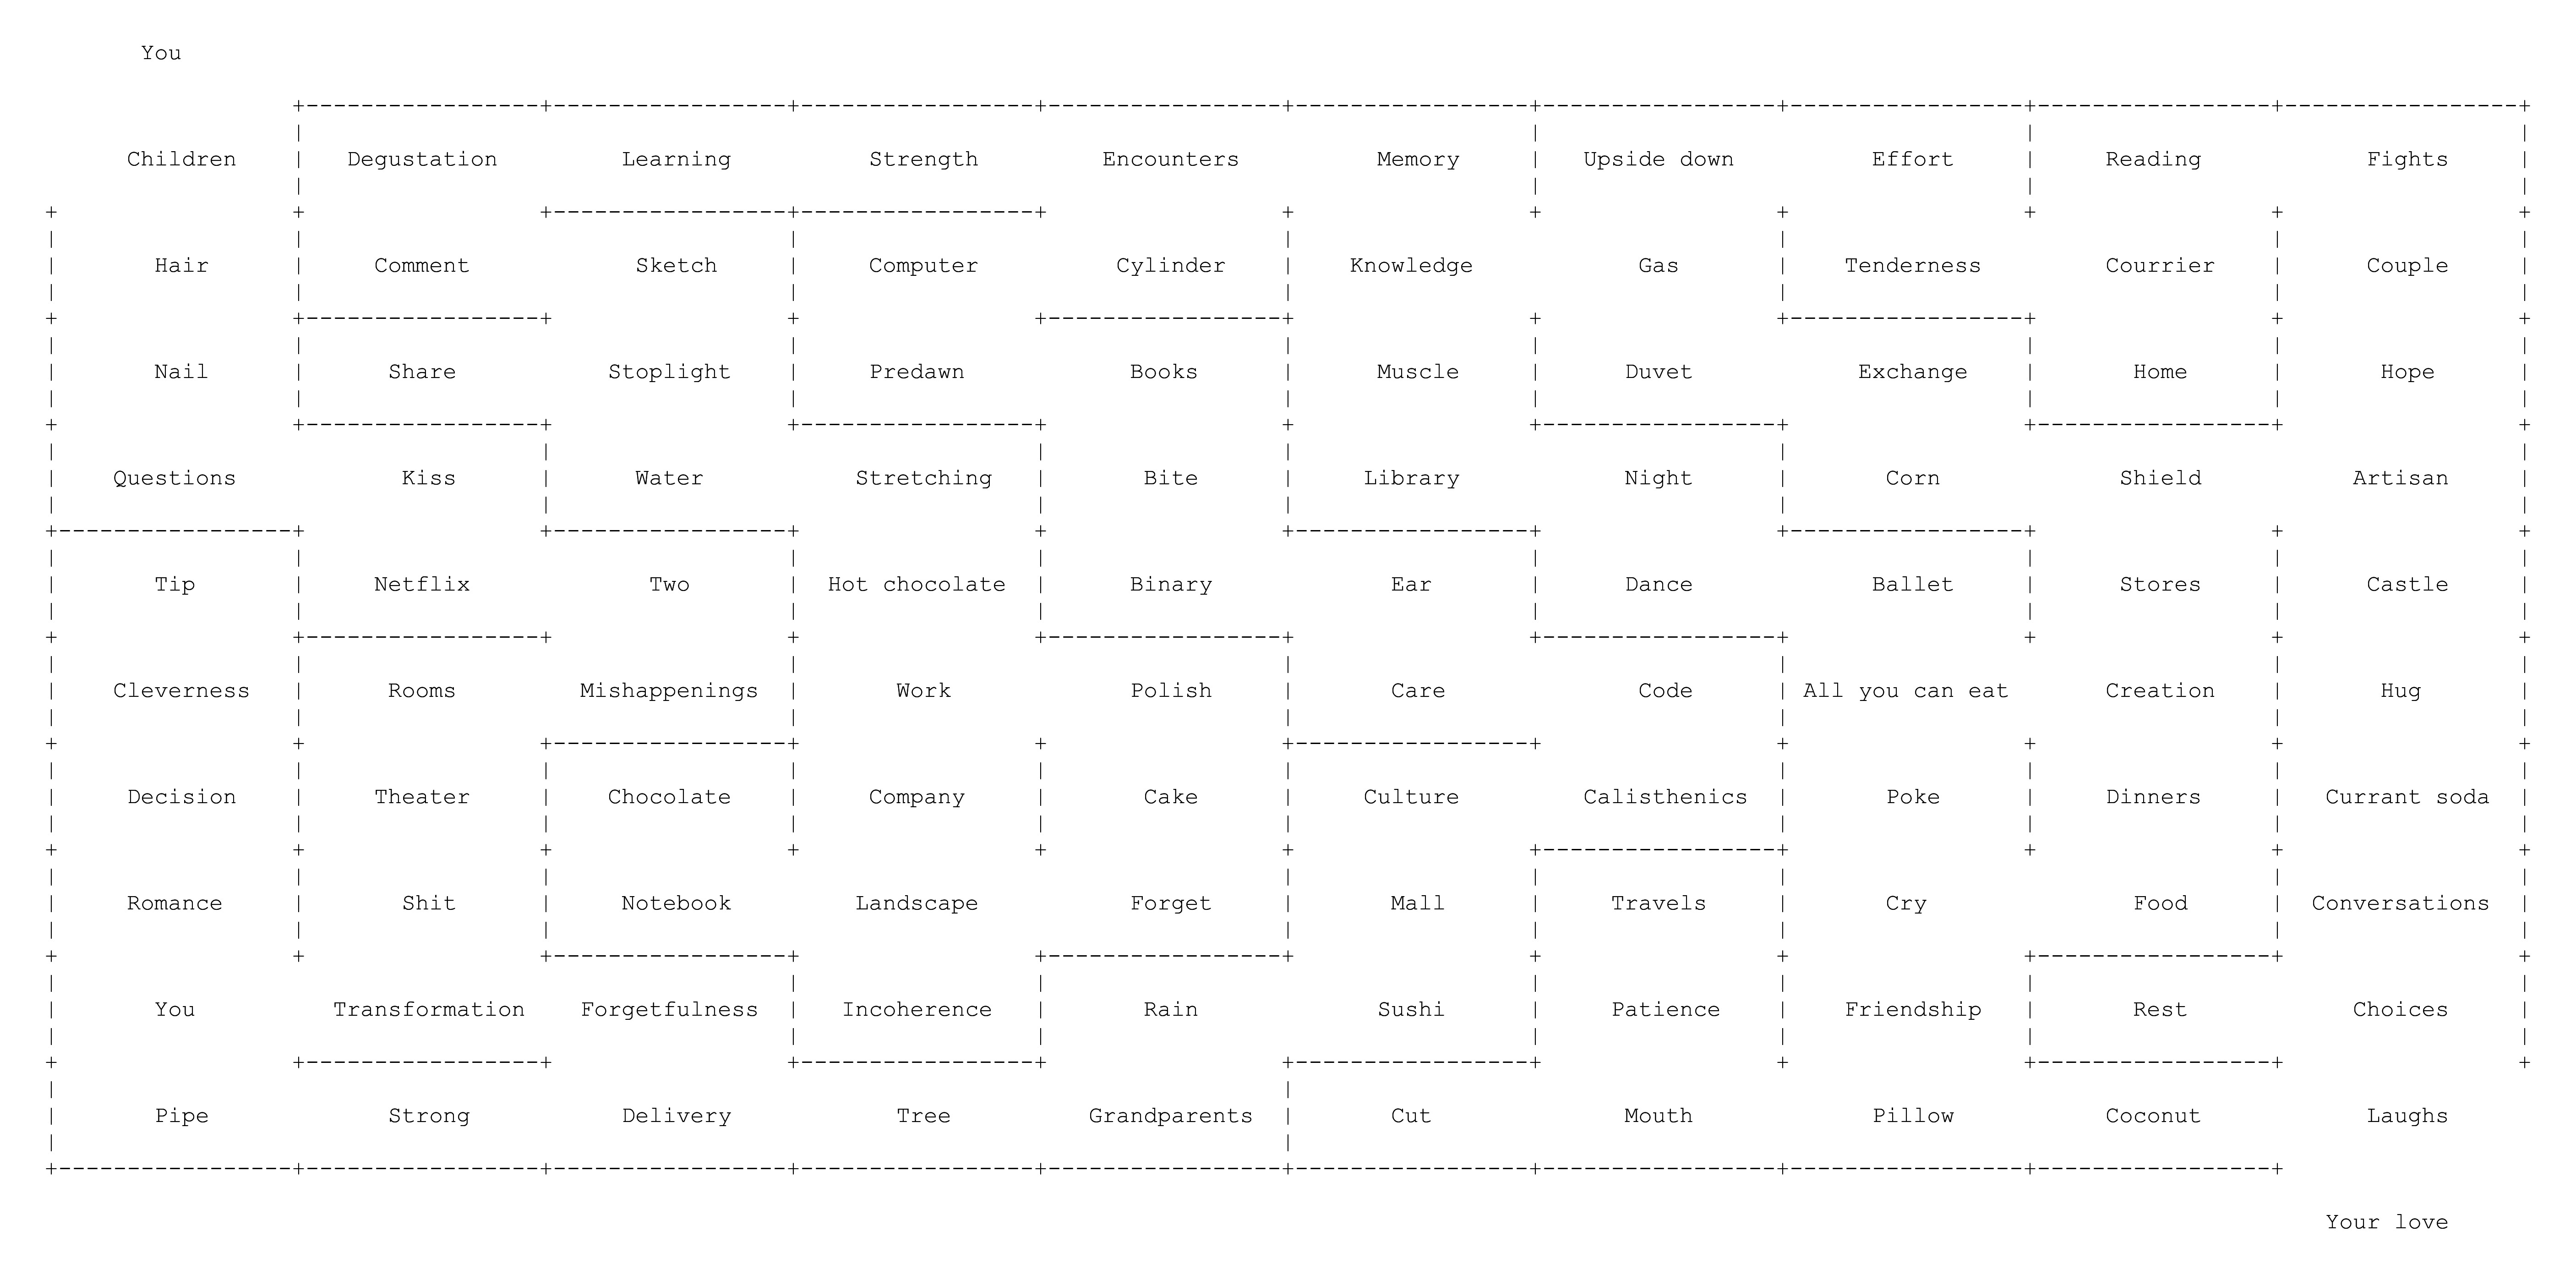 You
Children Degustation Learning Strength Encounters Memory Upside down Effort Reading Fights
Hair Comment Sketch Computer Cylinder Knowledge Gas Tenderness Courrier Couple
Nail Share Stoplight Predawn Books Muscle Duvet Exchange Home Hope
Questions Kiss Water Stretching Bite Library Night Corn Shield Artisan
Tip Netflix Two Hot chocolate Binary Ear Dance Ballet Stores Castle
Cleverness Rooms Mishappenings Work Polish Care Code All you can eat Creation Hug
Decision Theater Chocolate Company Cake Culture Calisthenics Poke Dinners Currant soda
Romance Shit Notebook Landscape Forget Mall Travels Cry Food Conversations
You Transformation Forgetfulness Incoherence Rain Sushi Patience Friendship Rest Choices
Pipe Strong Delivery Tree Grandparents Cut Mouth Pillow Coconut Laughs
Your love